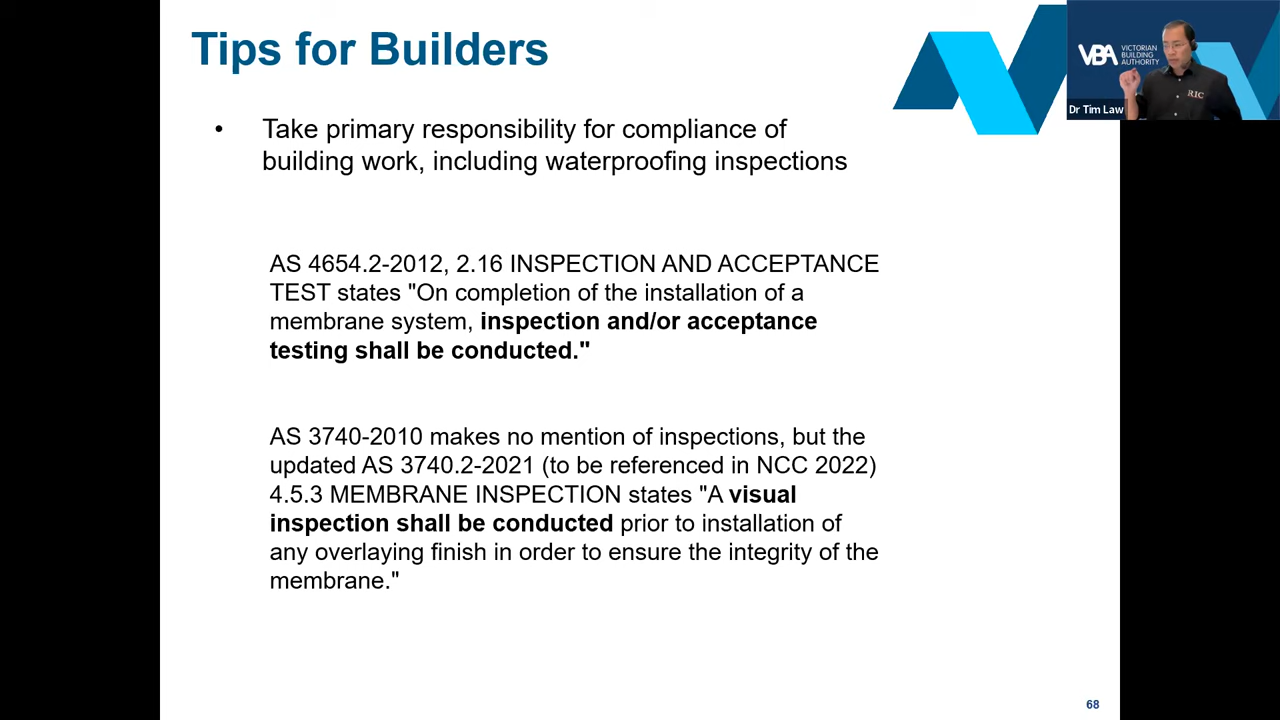 Tips for Builders
VBA VICTORIAN
BUILDING
AUTHORITY
RIC
Dr Tim Law
• Take primary responsibility for compliance of
building work, including waterproofing inspections
AS 4654.2-2012, 2.16 INSPECTION AND ACCEPTANCE
TEST states "On completion of the installation of a
membrane system, inspection and/or acceptance
testing shall be conducted."
AS 3740-2010 makes no mention of inspections, but the
updated AS 3740.2-2021 (to be referenced in NCC 2022)
4.5.3 MEMBRANE INSPECTION states "A visual
inspection shall be conducted prior to installation of
any overlaying finish in order to ensure the integrity of the
membrane."
68